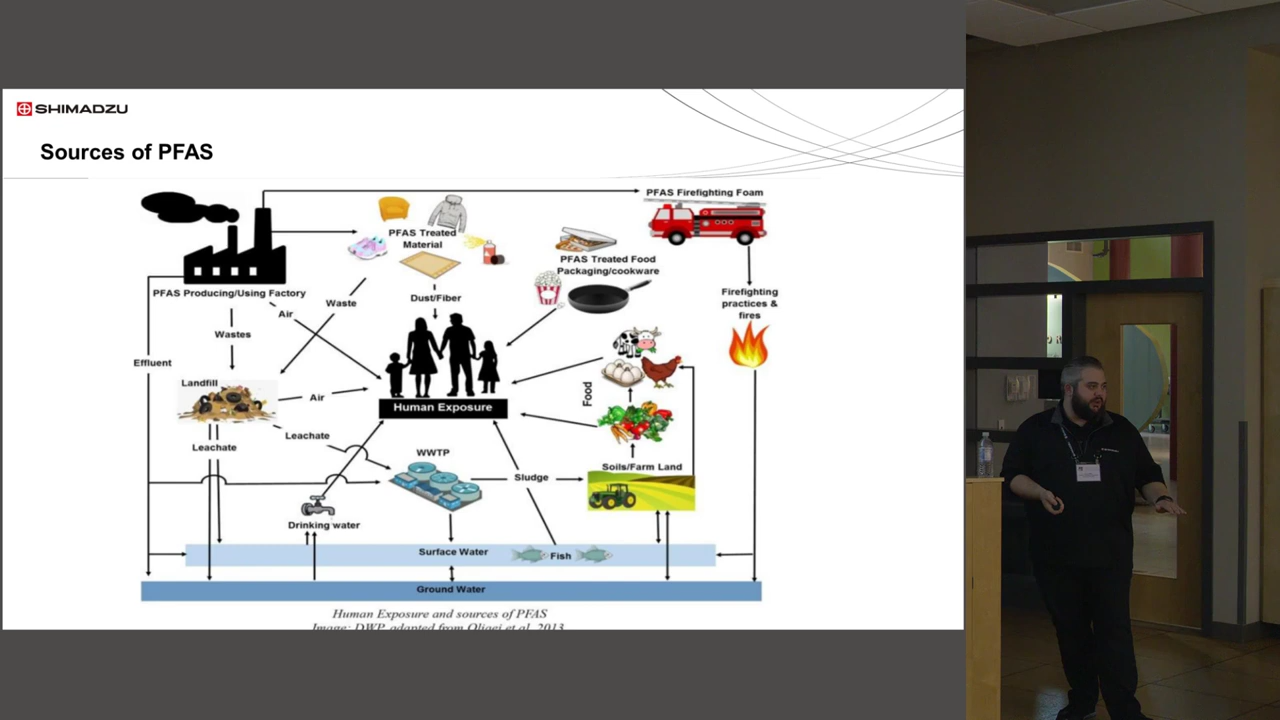 SHIMADZU
Sources of PFAS
PFAS Firefighting Foam
PFAS Treated
Material
PFAS Treated Food
Packaging/cookware
PFAS Producing/Using Factory
Air
Waste
Dust/Fiber
Firefighting
practices &
fires
Wastes
Effluent
Landfill
Air
Human Exposure
Food
Leachate
Leachate
WWTP
Sludge
Soils/Farm Land
Drinking water
Surface Water
Fish
Ground Water
Human Exposure and sources of PFAS
Image: DWP, adapted from Oliaei et al. 2013